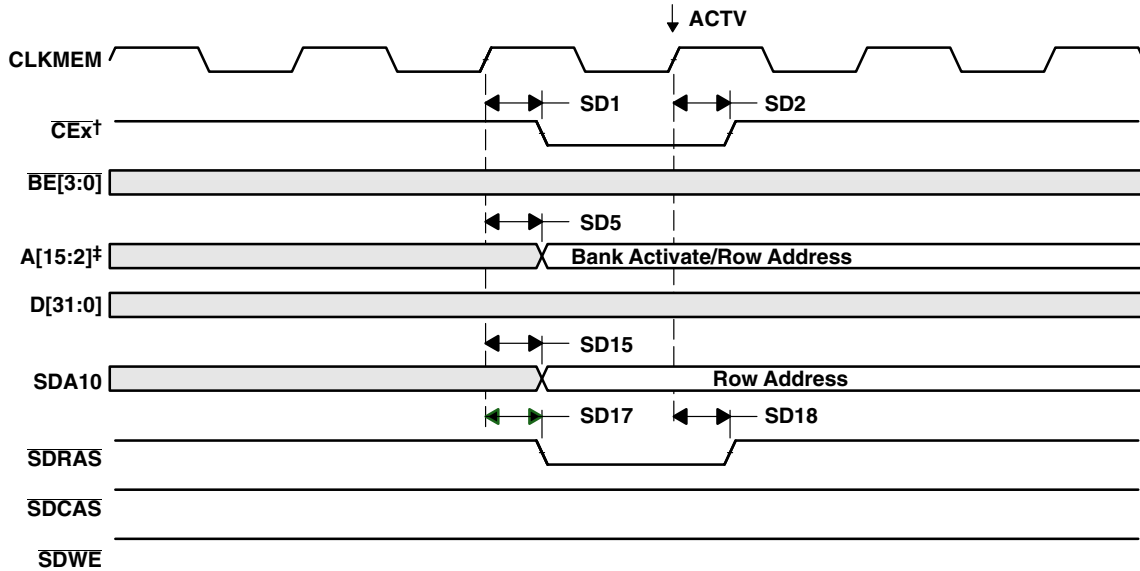 ACTV
CLKMEM
SD1 SD2
CEx†
BE[3:0]
SD5
A[15:2]‡ Bank Activate/Row Address
D[31:0]
SD15
SDA10 Row Address
SD17 SD18
SDRAS
SDCAS
SDWE